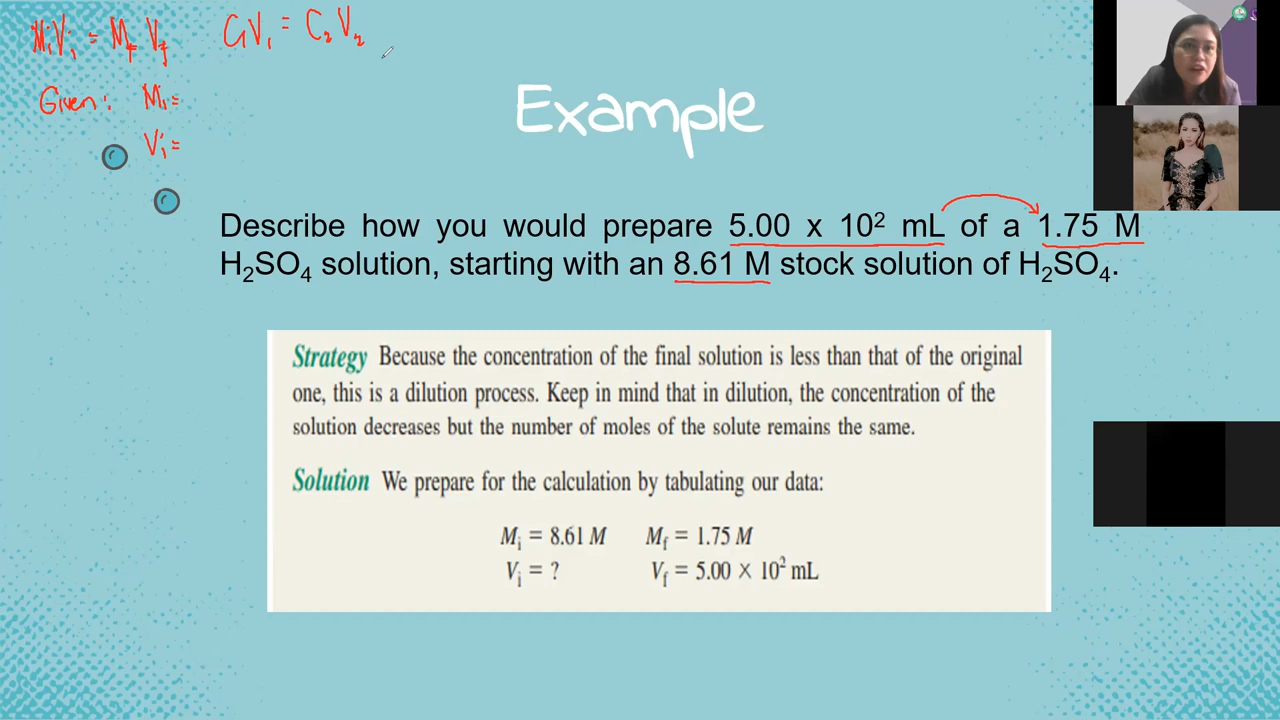 MᵢVᵢ = M_f V_f C₁V₁ = C₂V₂
Given: Mᵢ=
Vᵢ=
Example
Describe how you would prepare 5.00 x 10² mL of a 1.75 M
H₂SO₄ solution, starting with an 8.61 M stock solution of H₂SO₄.
Strategy Because the concentration of the final solution is less than that of the original
one, this is a dilution process. Keep in mind that in dilution, the concentration of the
solution decreases but the number of moles of the solute remains the same.
Solution We prepare for the calculation by tabulating our data:
Mᵢ = 8.61 M M_f = 1.75 M
Vᵢ = ? V_f = 5.00 × 10² mL